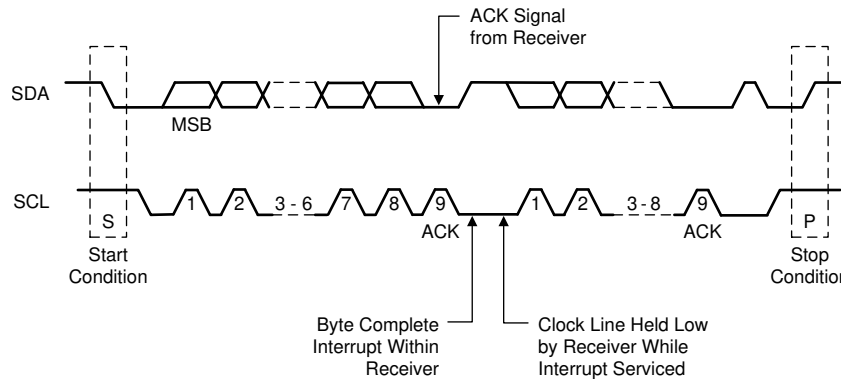 ACK Signal
from Receiver
SDA
MSB
SCL
S
1
2
3 - 6
7
8
9
1
2
3 - 8
9
P
ACK
ACK
Start
Condition
Stop
Condition
Byte Complete
Interrupt Within
Receiver
Clock Line Held Low
by Receiver While
Interrupt Serviced